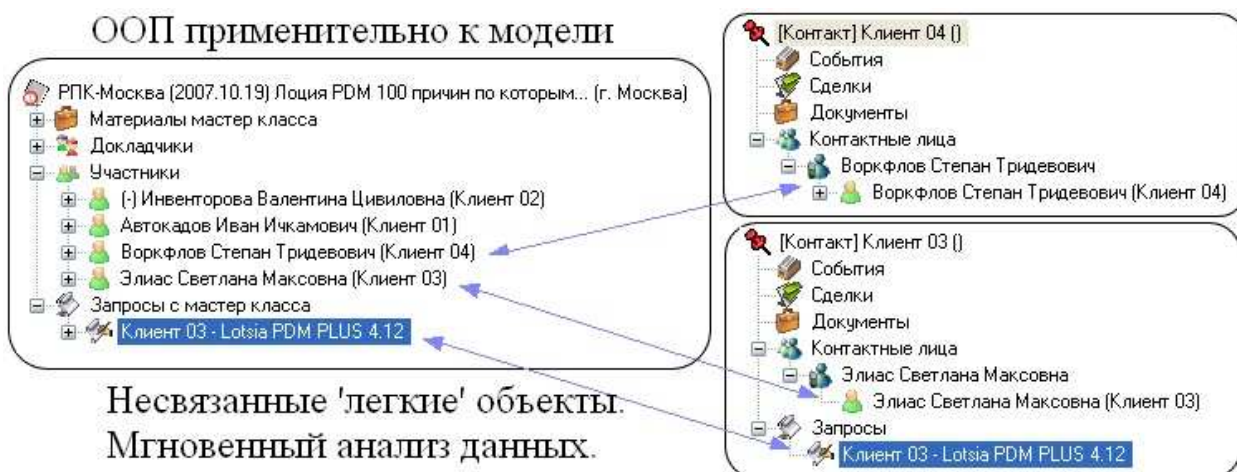 ООП применительно к модели
РПК-Москва (2007.10.19) Лоция PDM 100 причин по которым... (г. Москва)
Материалы мастер класса
Докладчики
Участники
(-) Инвенторова Валентина Цивиловна (Клиент 02)
Автокадов Иван Ичкамович (Клиент 01)
Воркфлов Степан Тридевович (Клиент 04)
Элиас Светлана Максовна (Клиент 03)
Запросы с мастер класса
Клиент 03 - Lotsia PDM PLUS 4.12
Несвязанные 'легкие' объекты.
Мгновенный анализ данных.
[Контакт] Клиент 04 ()
События
Сделки
Документы
Контактные лица
Воркфлов Степан Тридевович
Воркфлов Степан Тридевович (Клиент 04)
[Контакт] Клиент 03 ()
События
Сделки
Документы
Контактные лица
Элиас Светлана Максовна
Элиас Светлана Максовна (Клиент 03)
Запросы
Клиент 03 - Lotsia PDM PLUS 4.12